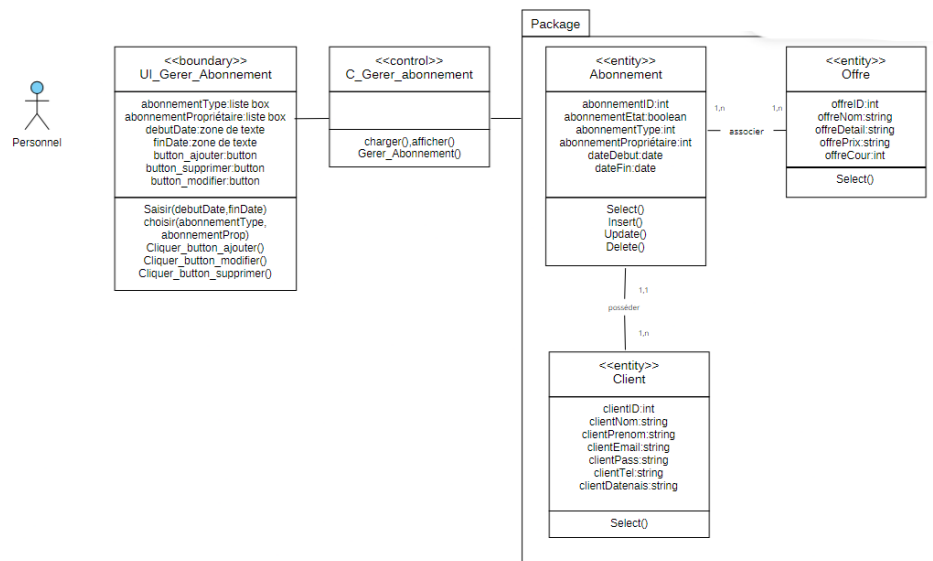 Package
Personnel
<<boundary>>
UI_Gerer_Abonnement
abonnementType:liste box
abonnementPropriétaire:liste box
debutDate:zone de texte
finDate:zone de texte
button_ajouter:button
button_supprimer:button
button_modifier:button
Saisir(debutDate,finDate)
choisir(abonnementType,
abonnementProp)
Cliquer_button_ajouter()
Cliquer_button_modifier()
Cliquer_button_supprimer()
<<control>>
C_Gerer_abonnement
charger(),afficher()
Gerer_Abonnement()
<<entity>>
Abonnement
abonnementID:int
abonnementEtat:boolean
abonnementType:int
abonnementPropriétaire:int
dateDebut:date
dateFin:date
Select()
Insert()
Update()
Delete()
1,n
associer
1,n
<<entity>>
Offre
offreID:int
offreNom:string
offreDetail:string
offrePrix:string
offreCour:int
Select()
1,1
posséder
1,n
<<entity>>
Client
clientID:int
clientNom:string
clientPrenom:string
clientEmail:string
clientPass:string
clientTel:string
clientDatenais:string
Select()